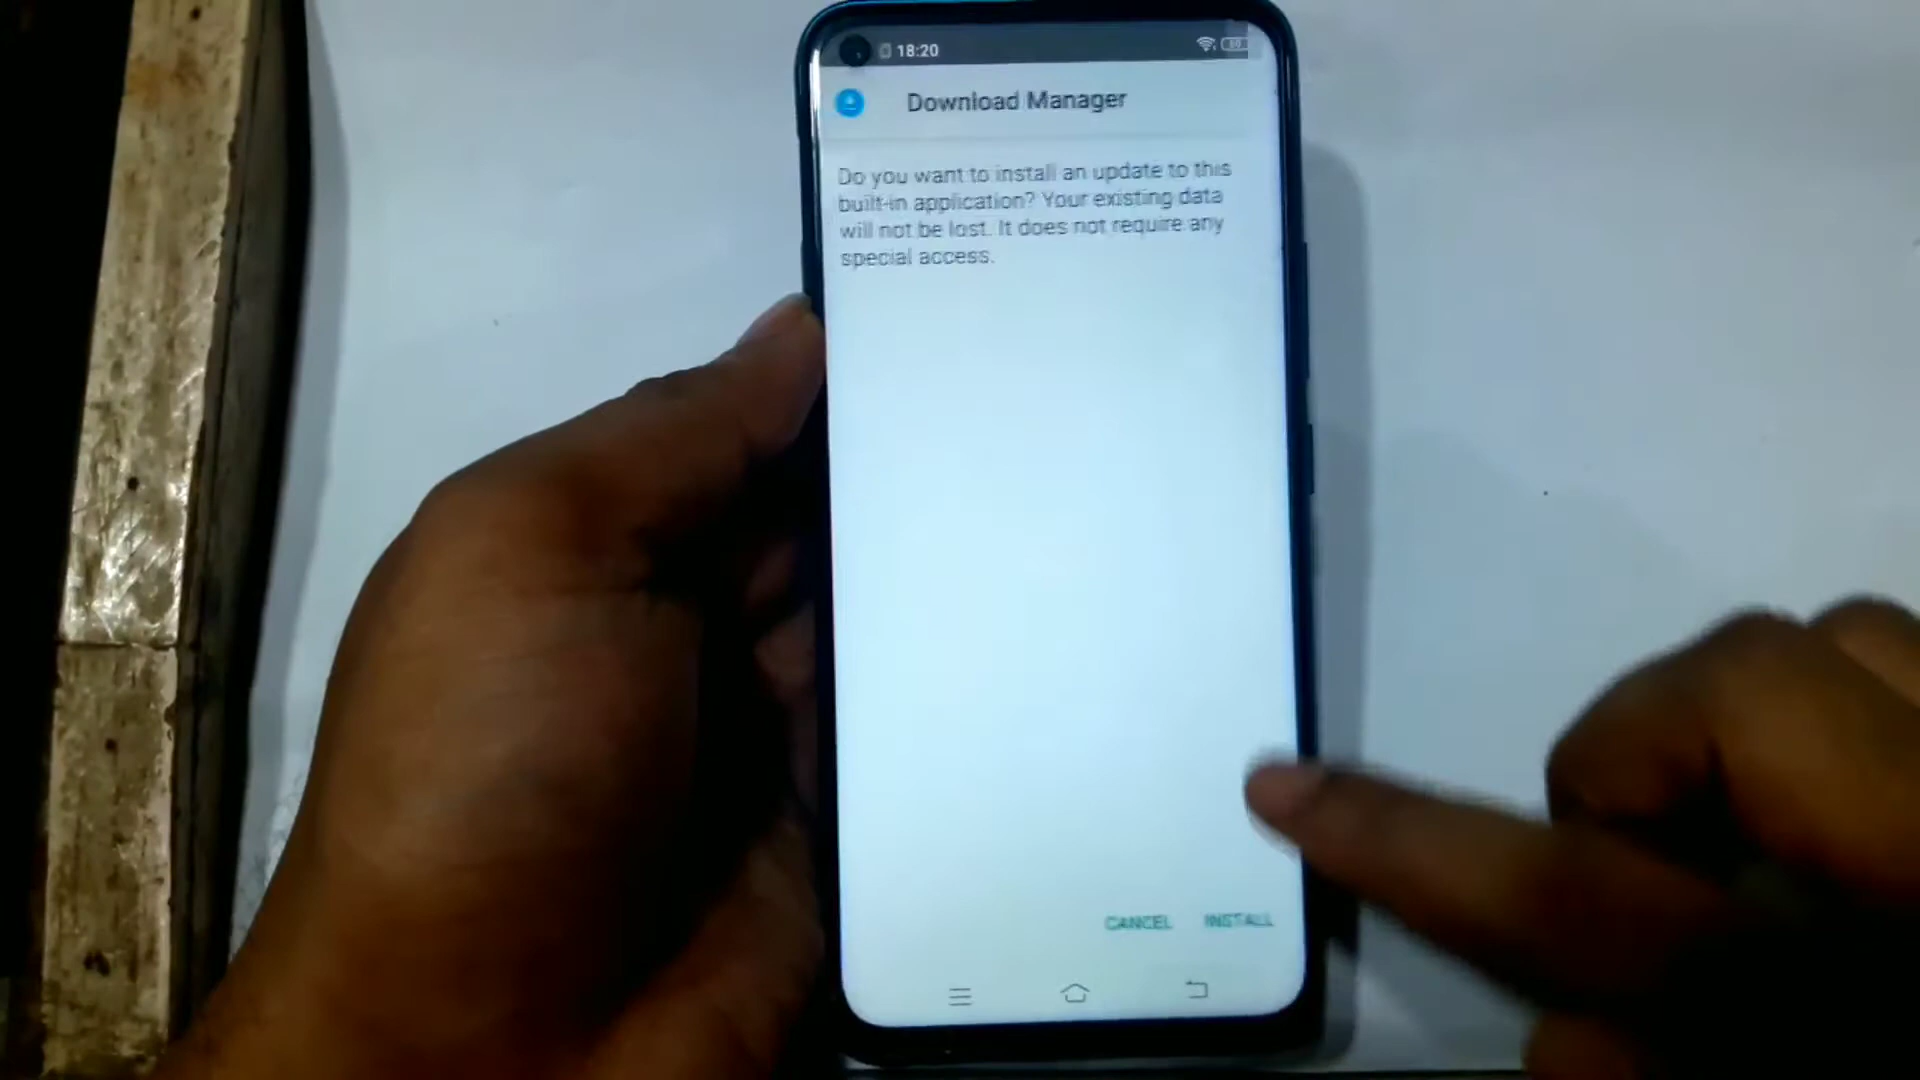 18:20
Download Manager
Do you want to install an update to this
built-in application? Your existing data
will not be lost. It does not require any
special access.
CANCEL INSTALL